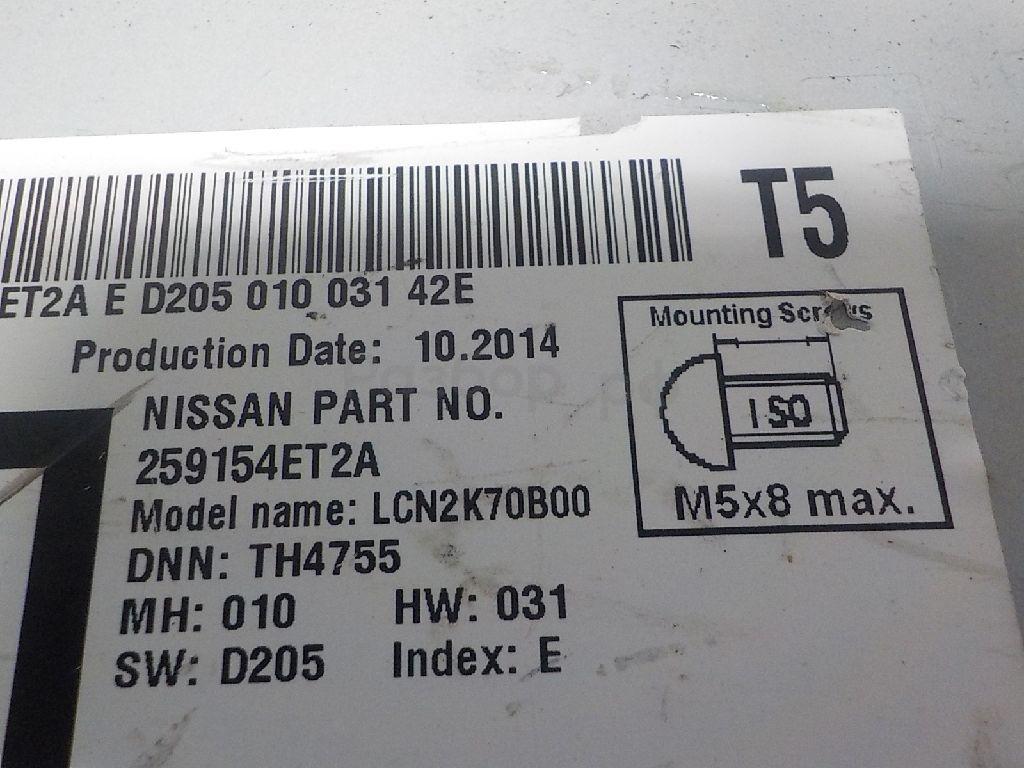 T5
ET2A E D205 010 031 42E
Production Date: 10.2014
NISSAN PART NO.
259154ET2A
Model name: LCN2K70B00
DNN: TH4755
MH: 010 HW: 031
SW: D205 Index: E
Mounting Screws
ISO
M5x8 max.